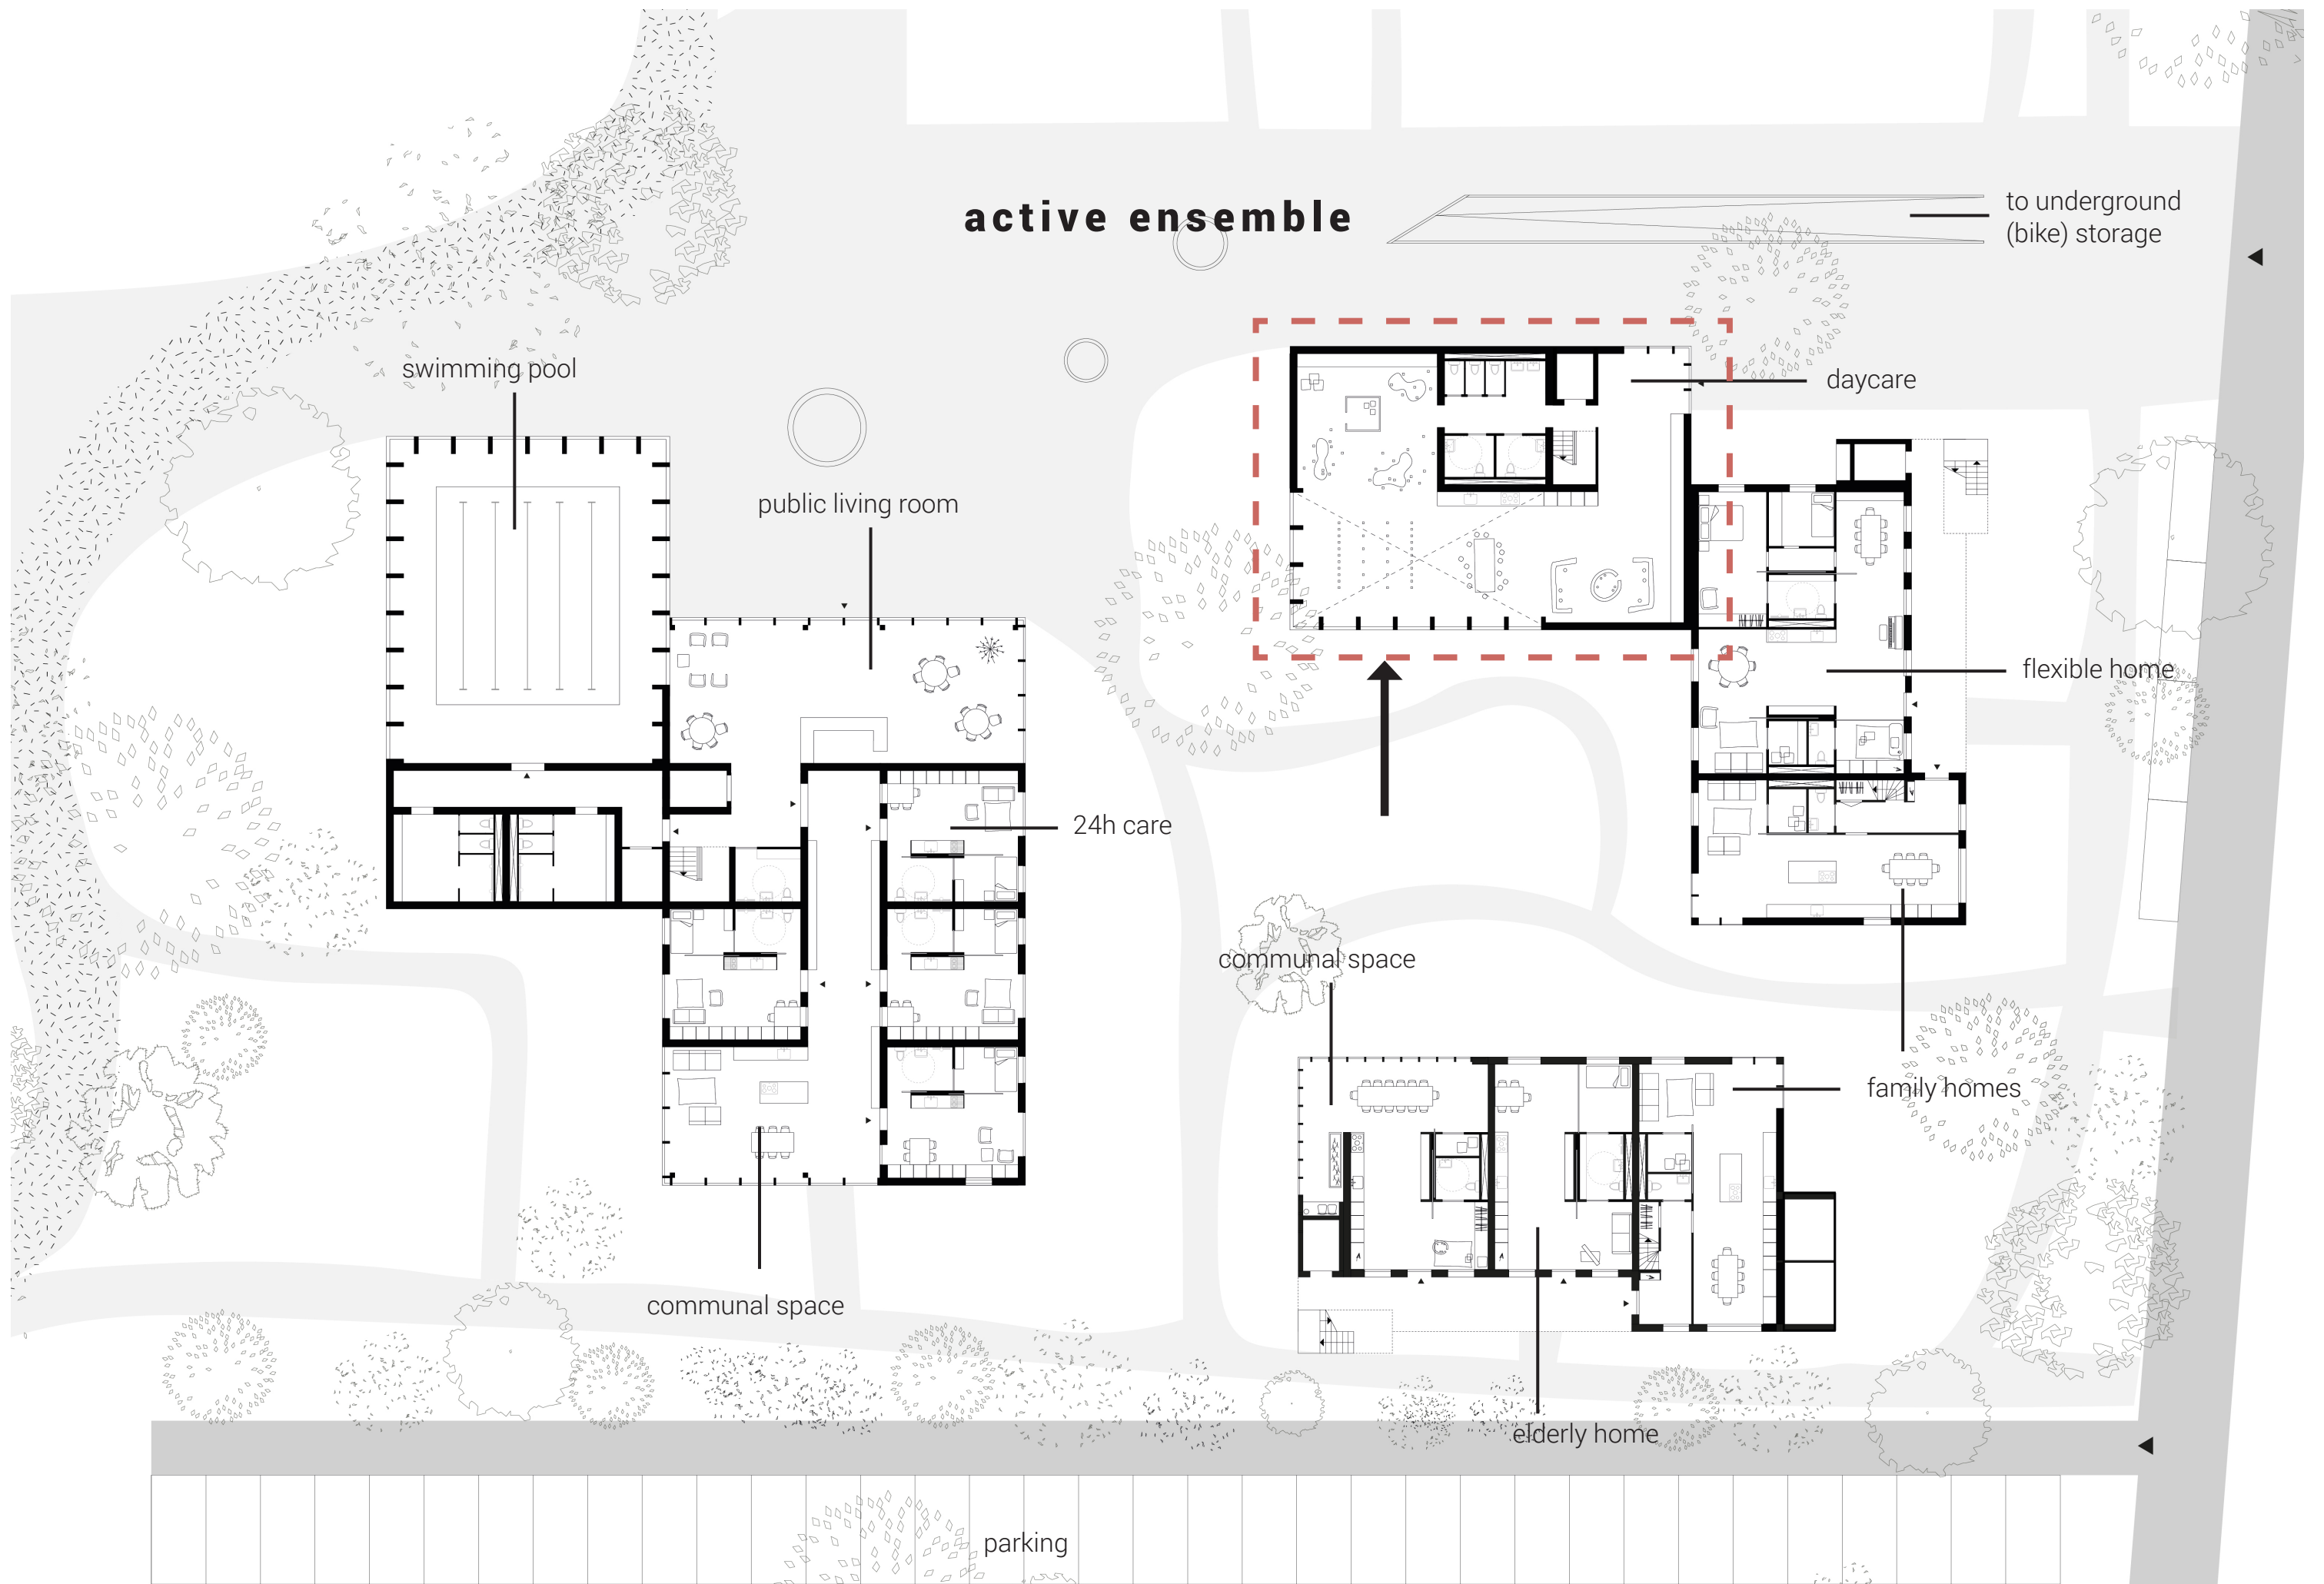 active ensemble
to underground
(bike) storage
swimming pool
daycare
public living room
flexible home
24h care
communal space
family homes
communal space
elderly home
parking